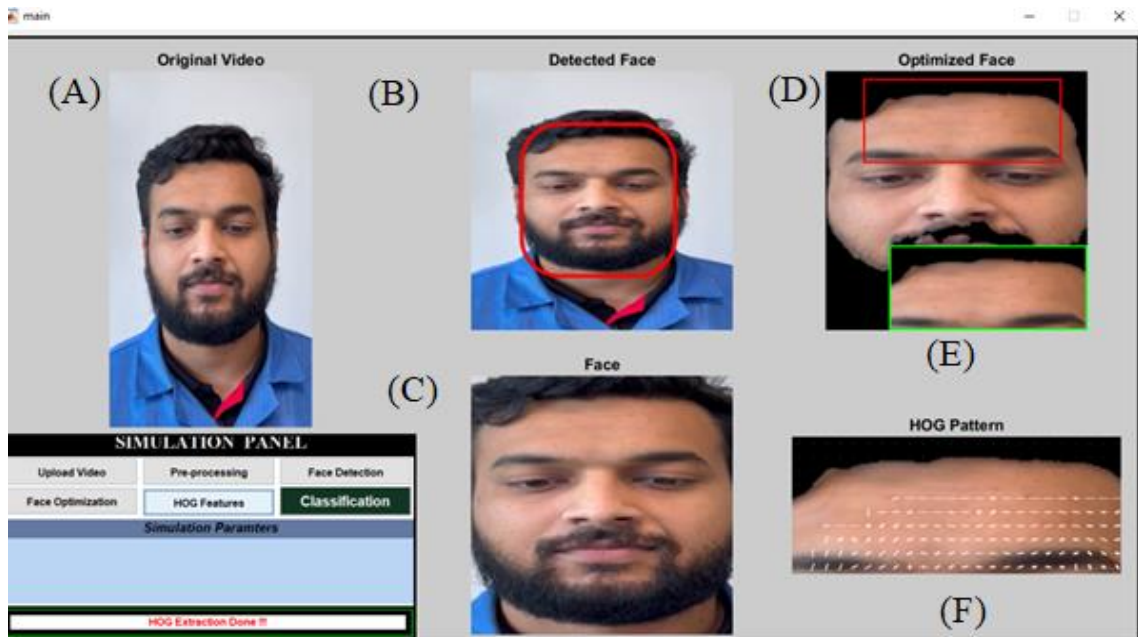 main
Original Video
Detected Face
Optimized Face
(A)
(B)
(D)
(E)
Face
(C)
HOG Pattern
(F)
SIMULATION PANEL
Upload Video
Pre-processing
Face Detection
Face Optimization
HOG Features
Classification
Simulation Paramters
HOG Extraction Done !!!